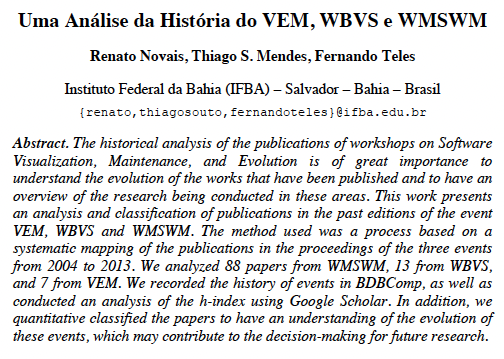 Uma Análise da História do VEM, WBVS e WMSWM
Renato Novais, Thiago S. Mendes, Fernando Teles
Instituto Federal da Bahia (IFBA) – Salvador – Bahia – Brasil
{renato,thiagosouto,fernandoteles}@ifba.edu.br
Abstract. The historical analysis of the publications of workshops on Software
Visualization, Maintenance, and Evolution is of great importance to
understand the evolution of the works that have been published and to have an
overview of the research being conducted in these areas. This work presents
an analysis and classification of publications in the past editions of the event
VEM, WBVS and WMSWM. The method used was a process based on a
systematic mapping of the publications in the proceedings of the three events
from 2004 to 2013. We analyzed 88 papers from WMSWM, 13 from WBVS,
and 7 from VEM. We recorded the history of events in BDBComp, as well as
conducted an analysis of the h-index using Google Scholar. In addition, we
quantitative classified the papers to have an understanding of the evolution of
these events, which may contribute to the decision-making for future research.